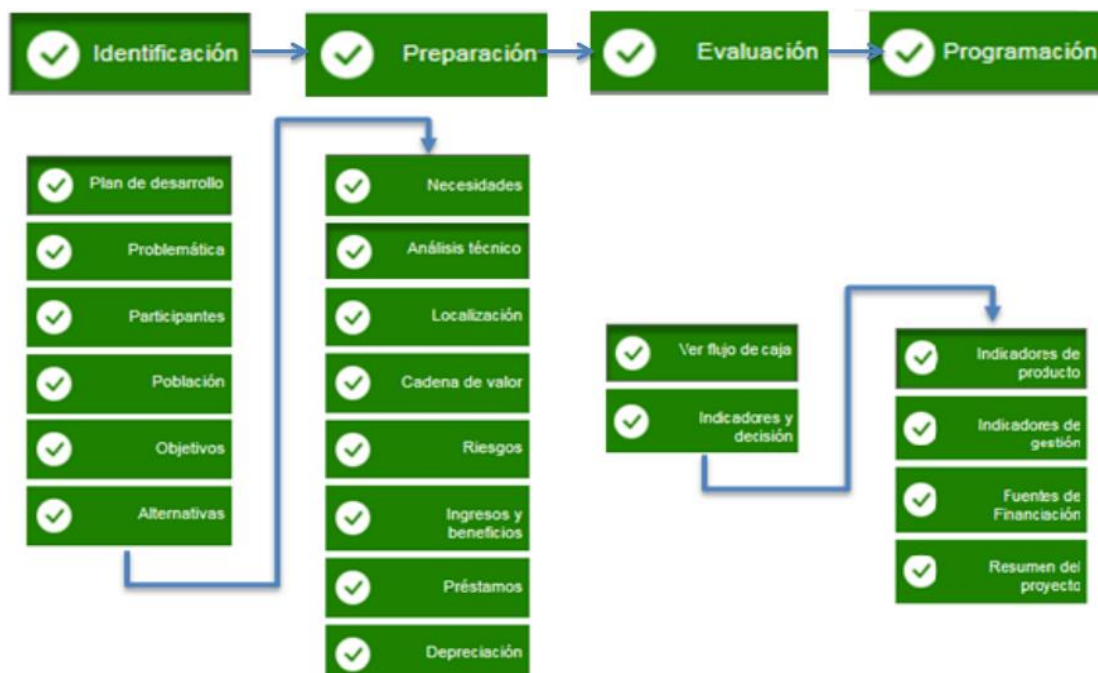 Identificación
Preparación
Evaluación
Programación
Plan de desarrollo
Problemática
Participantes
Población
Objetivos
Alternativas
Necesidades
Análisis técnico
Localización
Cadena de valor
Riesgos
Ingresos y
beneficios
Préstamos
Depreciación
Ver flujo de caja
Indicadores y
decisión
Indicadores de
producto
Indicadores de
gestión
Fuentes de
Financiación
Resumen del
proyecto